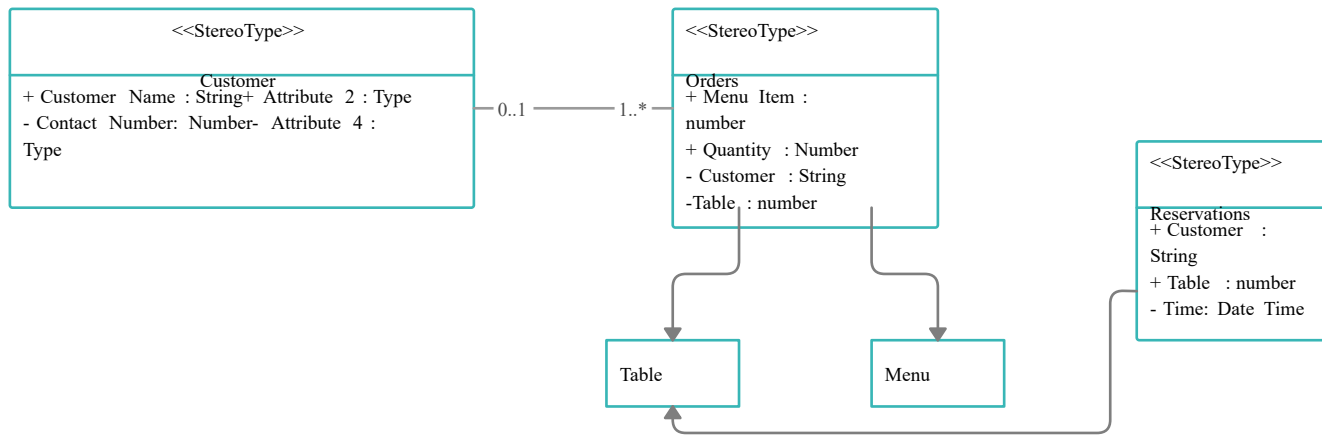 <<StereoType>>
Customer
+ Customer Name : String+ Attribute 2 : Type
- Contact Number: Number- Attribute 4 :
Type
0..1
1..*
<<StereoType>>
Orders
+ Menu Item :
number
+ Quantity : Number
- Customer : String
-Table : number
<<StereoType>>
Reservations
+ Customer :
String
+ Table : number
- Time: Date Time
Table
Menu